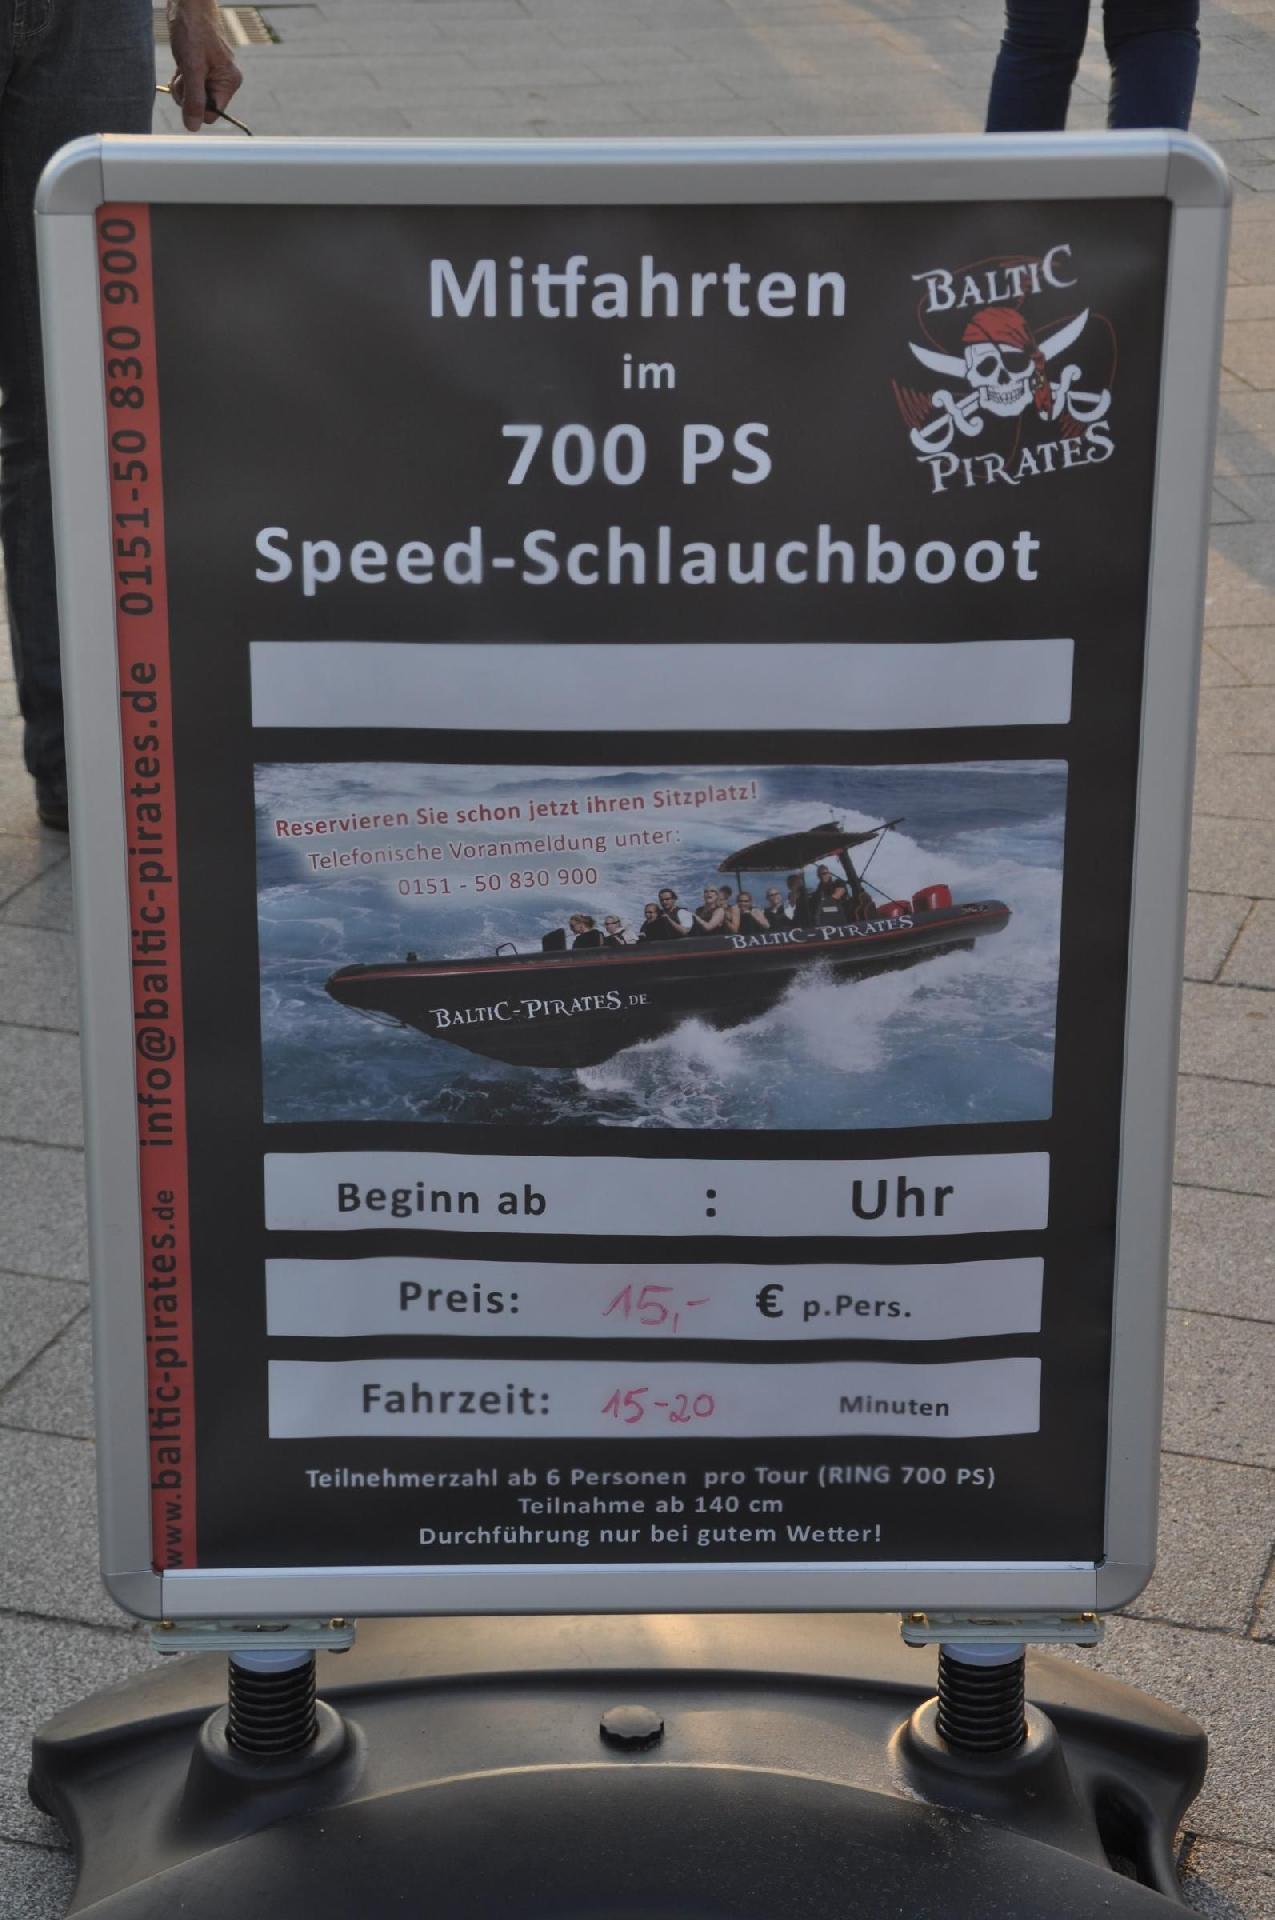 Mitfahrten
im
700 PS
Speed-Schlauchboot
BALTIC
PIRATES
Reservieren Sie schon jetzt ihren Sitzplatz!
Telefonische Voranmeldung unter:
0151 - 50 830 900
BALTIC-PIRATES
BALTIC-PIRATES.DE
Beginn ab : Uhr
Preis: 15,- € p.Pers.
Fahrzeit: 15-20 Minuten
Teilnehmerzahl ab 6 Personen pro Tour (RING 700 PS)
Teilnahme ab 140 cm
Durchführung nur bei gutem Wetter!
www.baltic-pirates.de info@baltic-pirates.de 0151-50 830 900